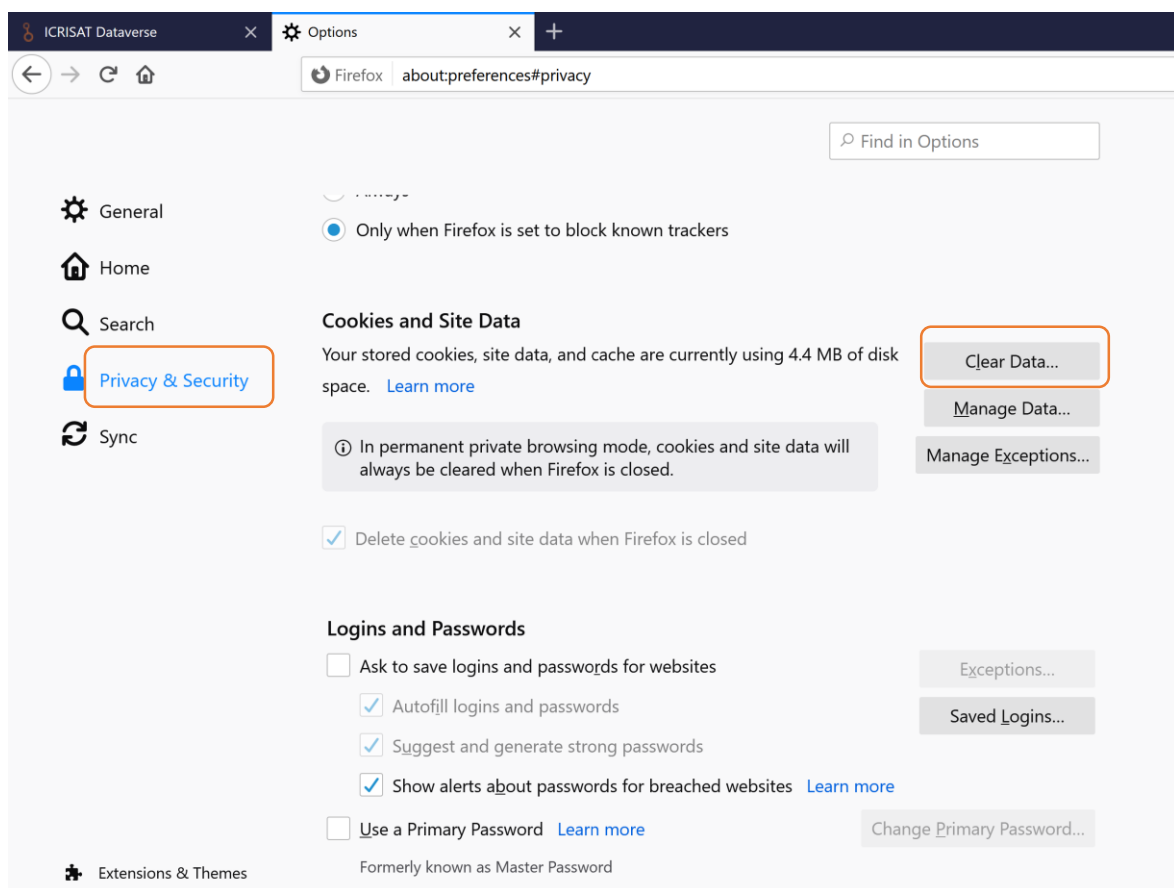 ICRISAT Dataverse
Options
Firefox about:preferences#privacy
Find in Options
General
Home
Search
Privacy & Security
Sync
Extensions & Themes
Always
Only when Firefox is set to block known trackers
Cookies and Site Data
Your stored cookies, site data, and cache are currently using 4.4 MB of disk
space. Learn more
Clear Data...
Manage Data...
Manage Exceptions...
In permanent private browsing mode, cookies and site data will
always be cleared when Firefox is closed.
Delete cookies and site data when Firefox is closed
Logins and Passwords
Ask to save logins and passwords for websites
Exceptions...
Autofill logins and passwords
Saved Logins...
Suggest and generate strong passwords
Show alerts about passwords for breached websites Learn more
Use a Primary Password Learn more
Change Primary Password...
Formerly known as Master Password